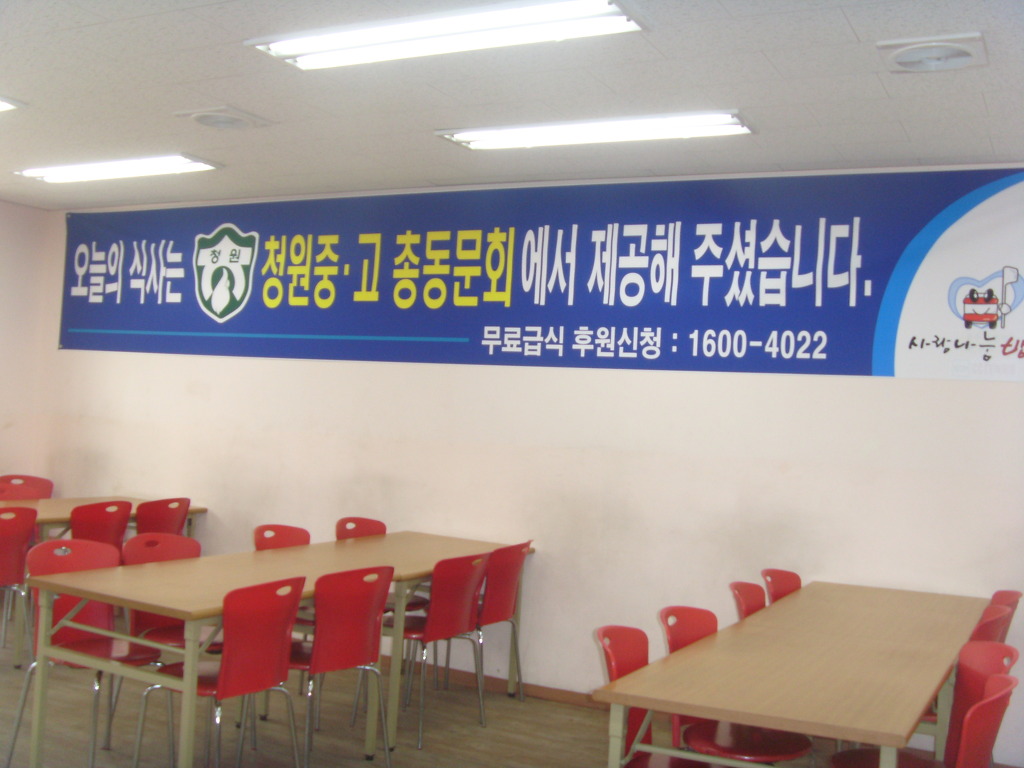 오늘의 식사는 청원 청원중·고 총동문회에서 제공해 주셨습니다.
무료급식 후원신청 : 1600-4022
사랑나눔